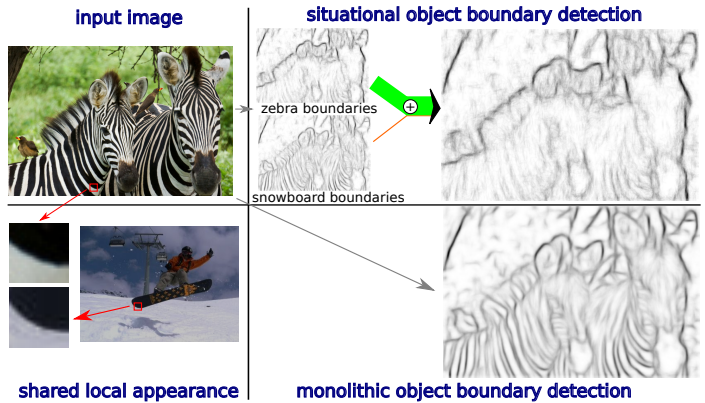 input image
situational object boundary detection
zebra boundaries
snowboard boundaries
shared local appearance
monolithic object boundary detection